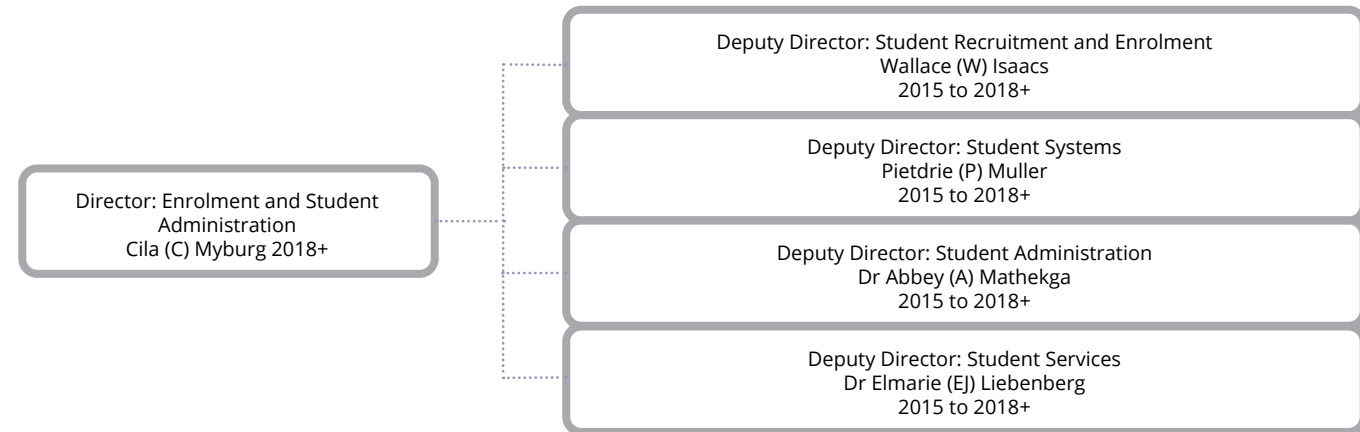 Director: Enrolment and Student
Administration
Cila (C) Myburg 2018+
Deputy Director: Student Recruitment and Enrolment
Wallace (W) Isaacs
2015 to 2018+
Deputy Director: Student Systems
Pietdrie (P) Muller
2015 to 2018+
Deputy Director: Student Administration
Dr Abbey (A) Mathekga
2015 to 2018+
Deputy Director: Student Services
Dr Elmarie (EJ) Liebenberg
2015 to 2018+